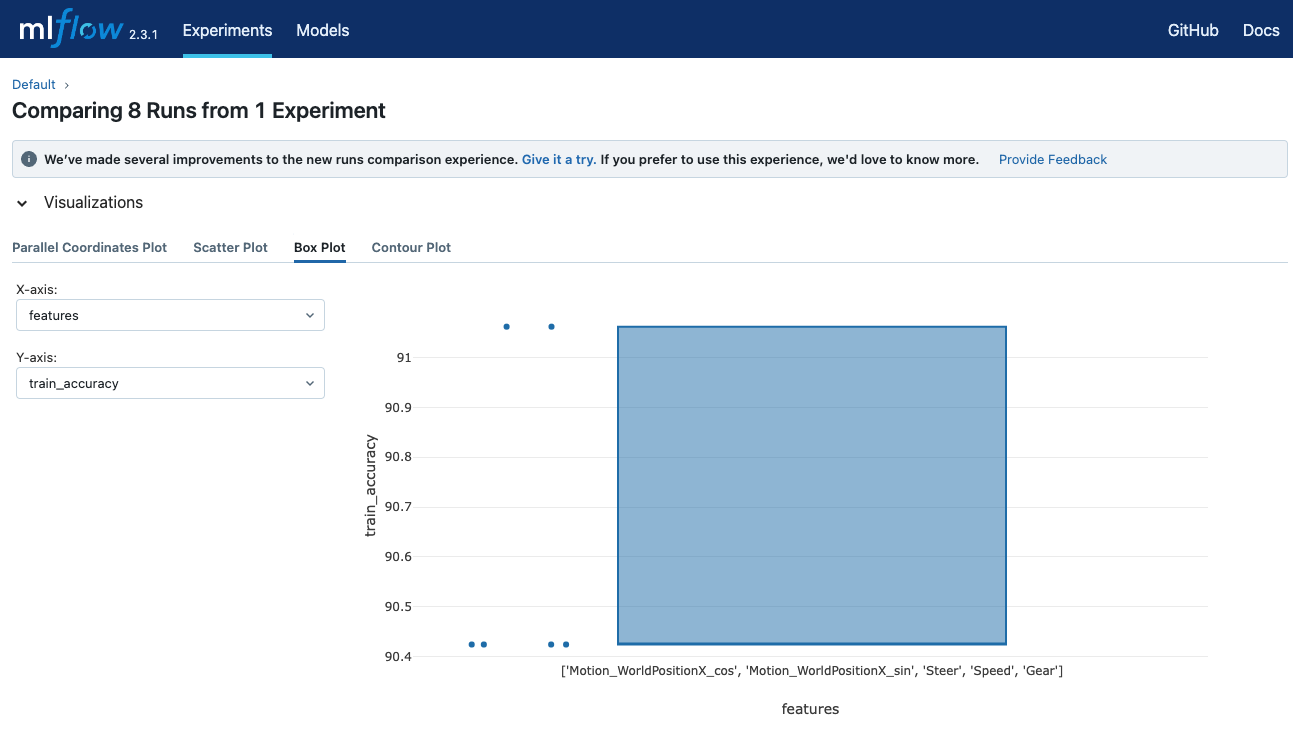 mlflow 2.3.1 Experiments Models GitHub Docs
Default ›
Comparing 8 Runs from 1 Experiment
We've made several improvements to the new runs comparison experience. Give it a try. If you prefer to use this experience, we'd love to know more. Provide Feedback
Visualizations
Parallel Coordinates Plot Scatter Plot Box Plot Contour Plot
X-axis:
features
Y-axis:
train_accuracy
91
90.9
90.8
90.7
90.6
90.5
90.4
train_accuracy
['Motion_WorldPositionX_cos', 'Motion_WorldPositionX_sin', 'Steer', 'Speed', 'Gear']
features